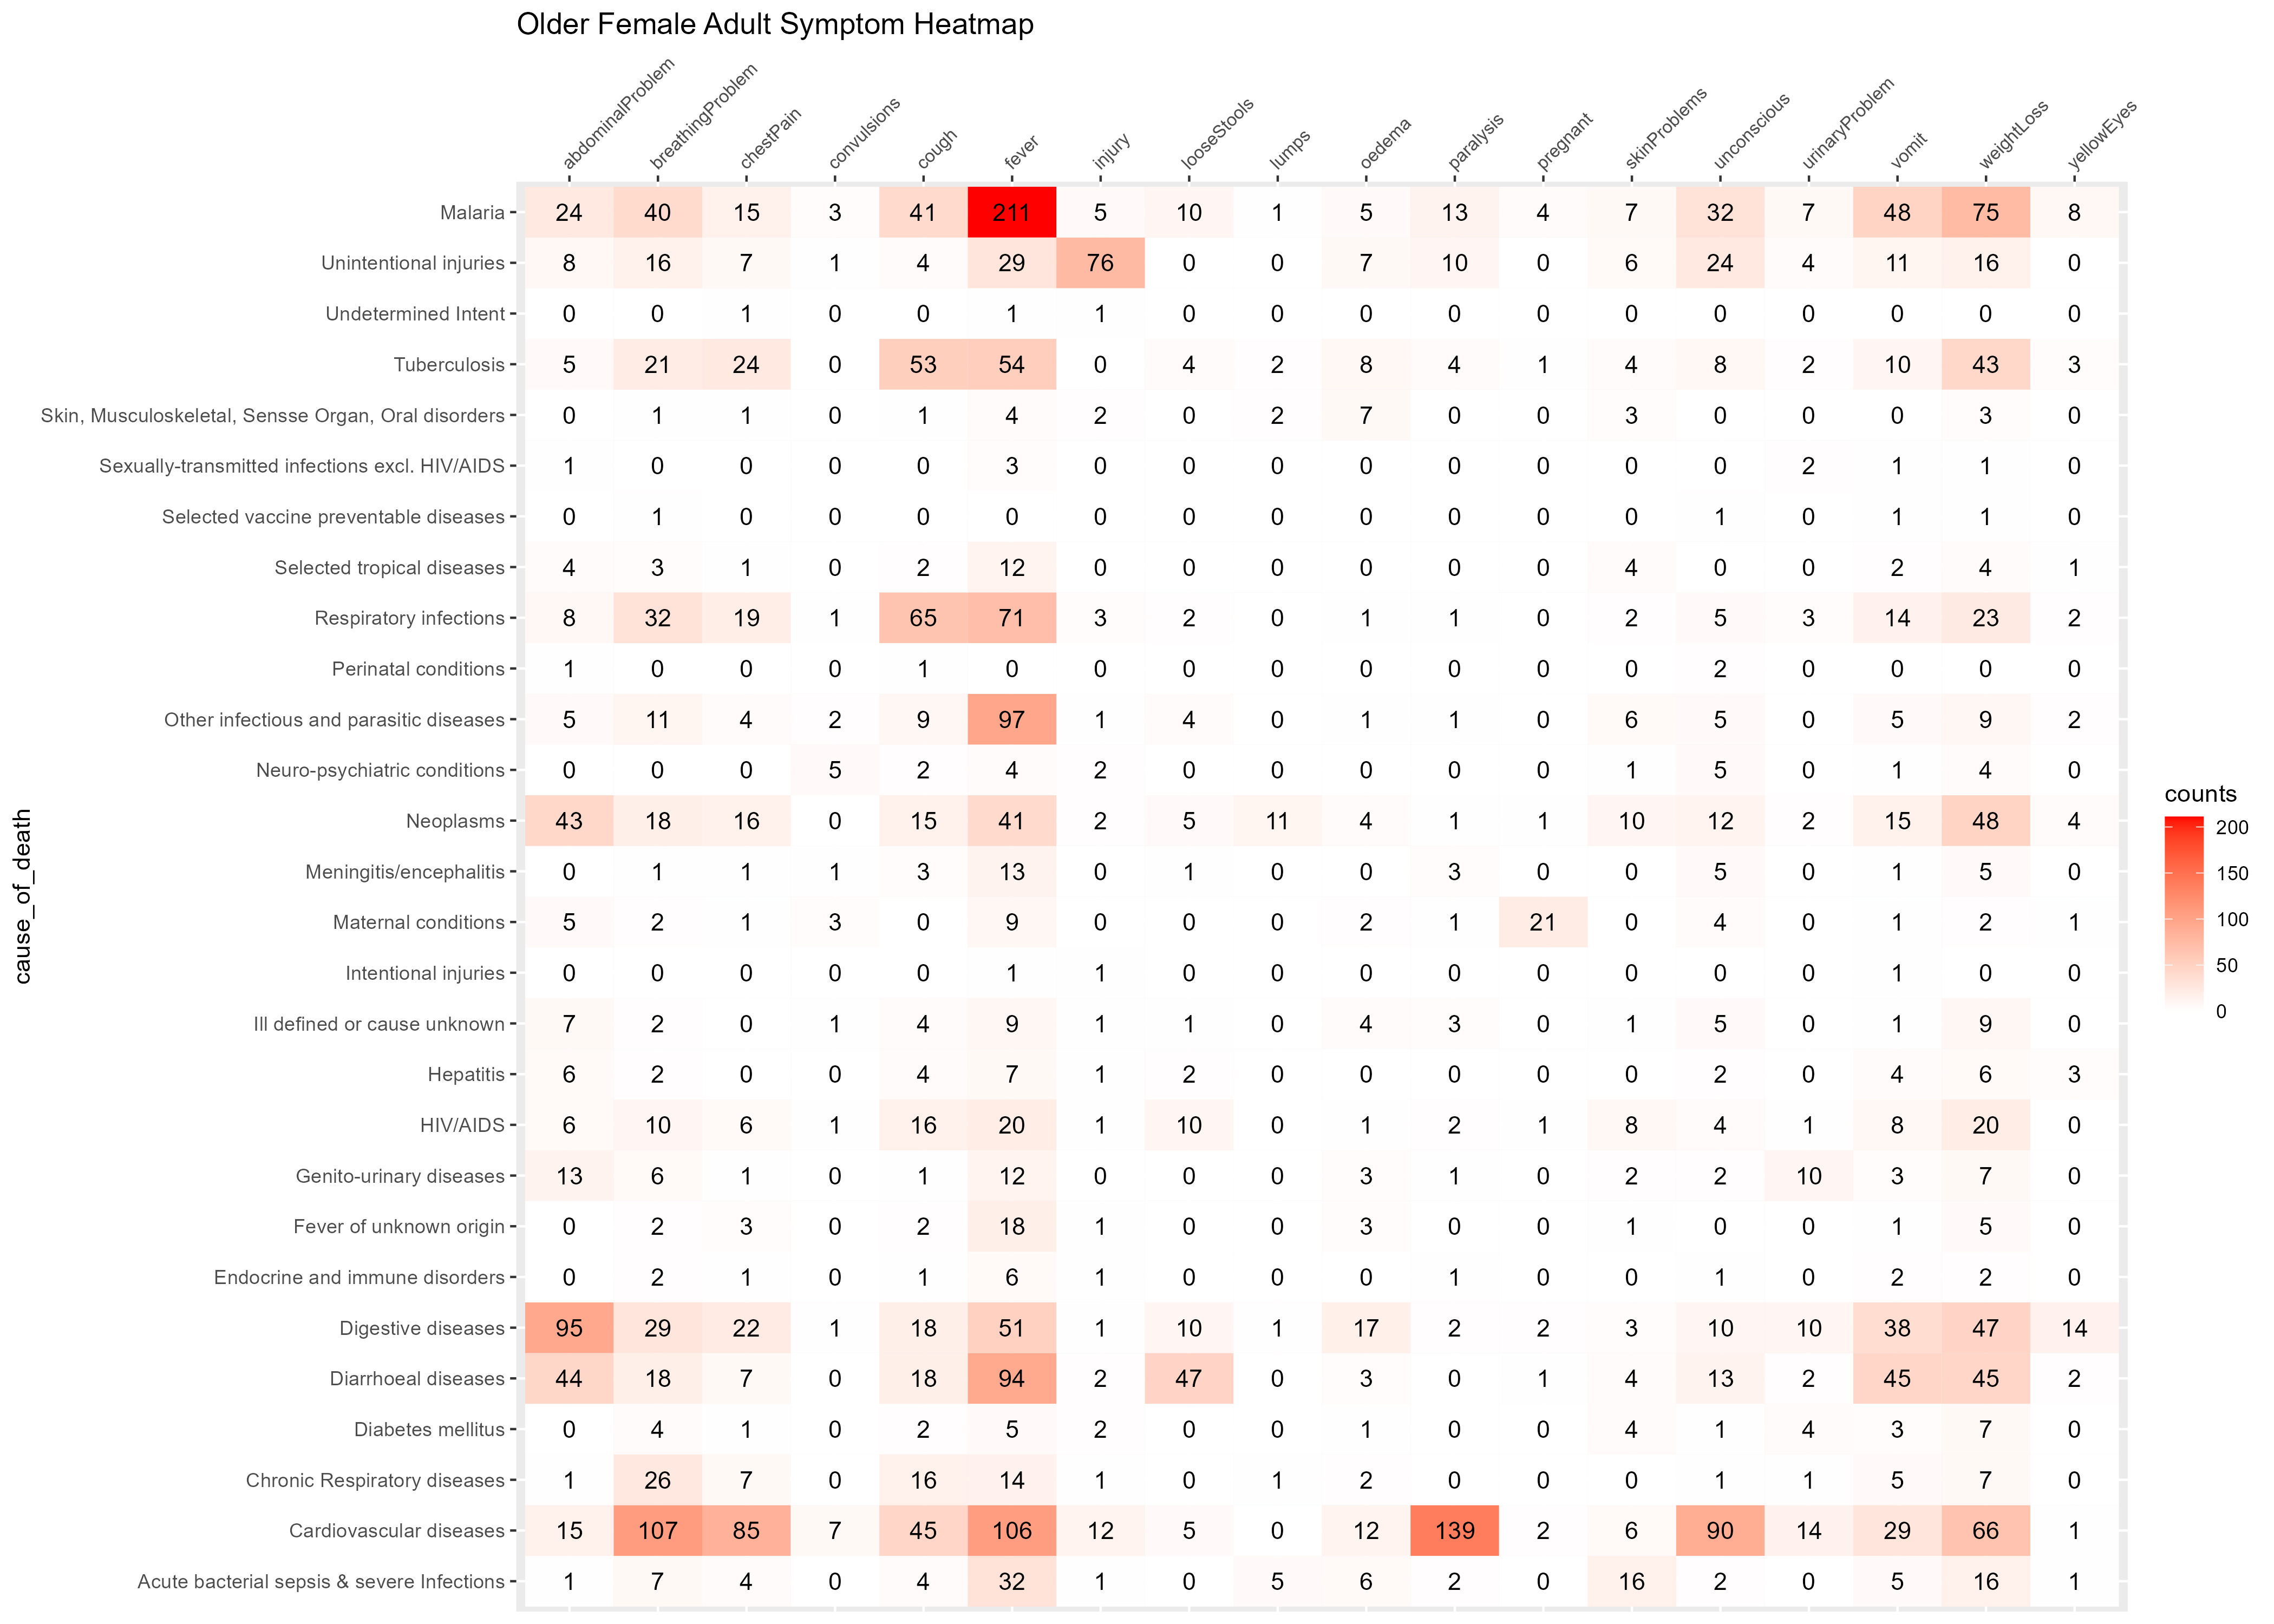 Older Female Adult Symptom Heatmap
abdominalProblem breathingProblem chestPain convulsions cough fever injury looseStools lumps oedema paralysis pregnant skinProblems unconscious urinaryProblem vomit weightLoss yellowEyes
Malaria 24 40 15 3 41 211 5 10 1 5 13 4 7 32 7 48 75 8
Unintentional injuries 8 16 7 1 4 29 76 0 0 7 10 0 6 24 4 11 16 0
Undetermined Intent 0 0 1 0 0 1 1 0 0 0 0 0 0 0 0 0 0 0
Tuberculosis 5 21 24 0 53 54 0 4 2 8 4 1 4 8 2 10 43 3
Skin, Musculoskeletal, Sensse Organ, Oral disorders 0 1 1 0 1 4 2 0 2 7 0 0 3 0 0 0 3 0
Sexually-transmitted infections excl. HIV/AIDS 1 0 0 0 0 3 0 0 0 0 0 0 0 0 2 1 1 0
Selected vaccine preventable diseases 0 1 0 0 0 0 0 0 0 0 0 0 0 1 0 1 1 0
Selected tropical diseases 4 3 1 0 2 12 0 0 0 0 0 0 4 0 0 2 4 1
Respiratory infections 8 32 19 1 65 71 3 2 0 1 1 0 2 5 3 14 23 2
Perinatal conditions 1 0 0 0 1 0 0 0 0 0 0 0 0 2 0 0 0 0
Other infectious and parasitic diseases 5 11 4 2 9 97 1 4 0 1 1 0 6 5 0 5 9 2
Neuro-psychiatric conditions 0 0 0 5 2 4 2 0 0 0 0 0 1 5 0 1 4 0
Neoplasms 43 18 16 0 15 41 2 5 11 4 1 1 10 12 2 15 48 4
Meningitis/encephalitis 0 1 1 1 3 13 0 1 0 0 3 0 0 5 0 1 5 0
Maternal conditions 5 2 1 3 0 9 0 0 0 2 1 21 0 4 0 1 2 1
Intentional injuries 0 0 0 0 0 1 1 0 0 0 0 0 0 0 0 1 0 0
Ill defined or cause unknown 7 2 0 1 4 9 1 1 0 4 3 0 1 5 0 1 9 0
Hepatitis 6 2 0 0 4 7 1 2 0 0 0 0 0 2 0 4 6 3
HIV/AIDS 6 10 6 1 16 20 1 10 0 1 2 1 8 4 1 8 20 0
Genito-urinary diseases 13 6 1 0 1 12 0 0 0 3 1 0 2 2 10 3 7 0
Fever of unknown origin 0 2 3 0 2 18 1 0 0 3 0 0 1 0 0 1 5 0
Endocrine and immune disorders 0 2 1 0 1 6 1 0 0 0 1 0 0 1 0 2 2 0
Digestive diseases 95 29 22 1 18 51 1 10 1 17 2 2 3 10 10 38 47 14
Diarrhoeal diseases 44 18 7 0 18 94 2 47 0 3 0 1 4 13 2 45 45 2
Diabetes mellitus 0 4 1 0 2 5 2 0 0 1 0 0 4 1 4 3 7 0
Chronic Respiratory diseases 1 26 7 0 16 14 1 0 1 2 0 0 0 1 1 5 7 0
Cardiovascular diseases 15 107 85 7 45 106 12 5 0 12 139 2 6 90 14 29 66 1
Acute bacterial sepsis & severe Infections 1 7 4 0 4 32 1 0 5 6 2 0 16 2 0 5 16 1
cause_of_death
counts
200
150
100
50
0